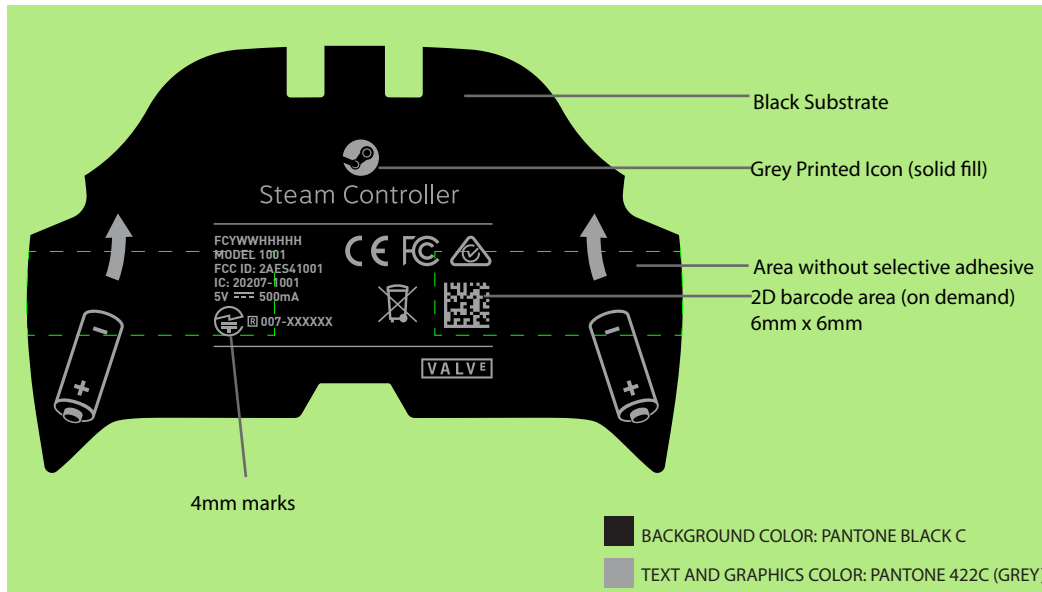 Black Substrate
Grey Printed Icon (solid fill)
Steam Controller
FCYWWHHHHH
MODEL 1001
FCC ID: 2AES41001
IC: 20207-1001
5V 500mA
R 007-XXXXXX
CE FC
Area without selective adhesive
2D barcode area (on demand)
6mm x 6mm
VALVE
4mm marks
BACKGROUND COLOR: PANTONE BLACK C
TEXT AND GRAPHICS COLOR: PANTONE 422C (GREY)